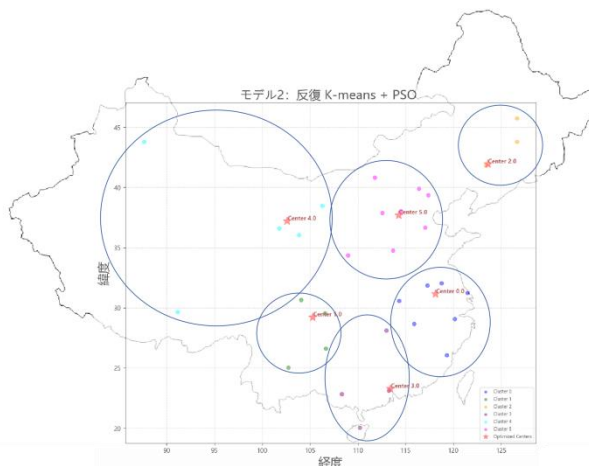 モデル2: 反復 K-means + PSO
緯度
45
40
35
30
25
20
Center 2.0
Center 4.0
Center 5.0
Center 0.0
Center 1.0
Center 3.0
Cluster 0
Cluster 1
Cluster 2
Cluster 3
Cluster 4
Cluster 5
Optimized Centers
90
95
100
105
110
115
120
125
経度